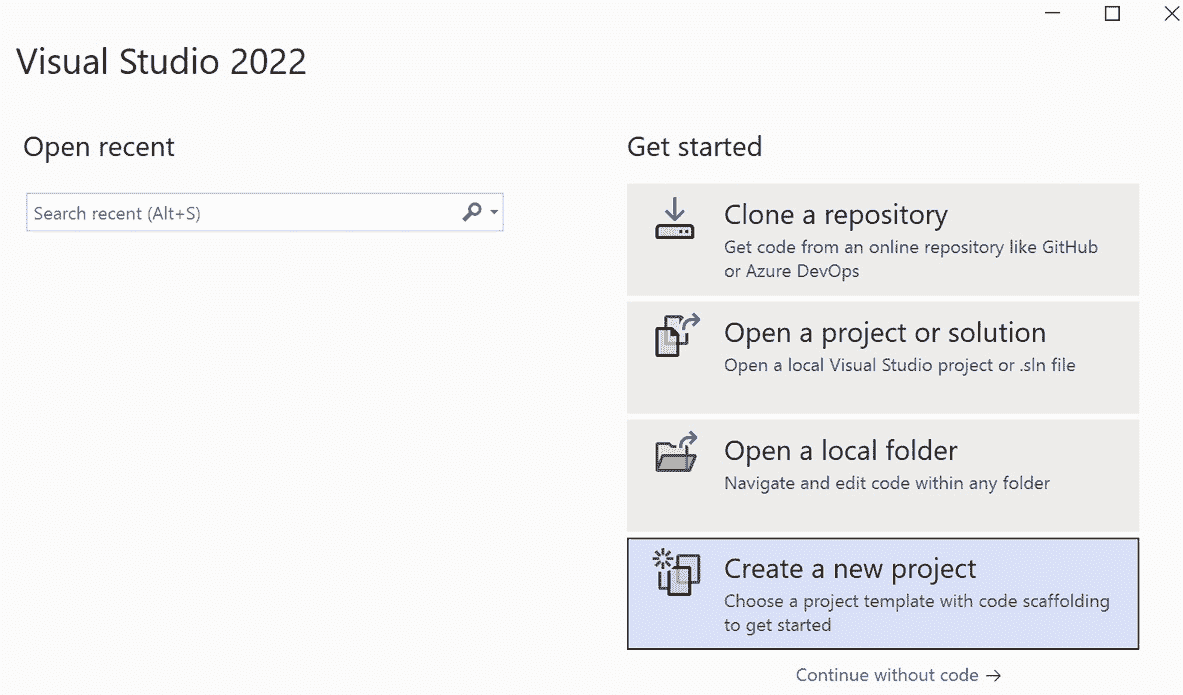 Visual Studio 2022
Open recent
Search recent (Alt+S)
Get started
Clone a repository
Get code from an online repository like GitHub
or Azure DevOps
Open a project or solution
Open a local Visual Studio project or .sln file
Open a local folder
Navigate and edit code within any folder
Create a new project
Choose a project template with code scaffolding
to get started
Continue without code →